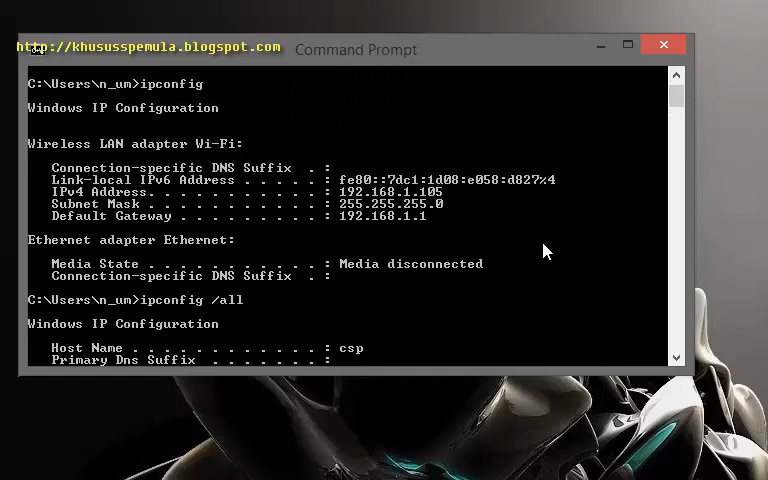 http://khususspemula.blogspot.com
Command Prompt
C:\Users\n_um>ipconfig
Windows IP Configuration
Wireless LAN adapter Wi-Fi:
Connection-specific DNS Suffix . :
Link-local IPv6 Address . . . . . : fe80::7dc1:1d08:e058:d827%4
IPv4 Address. . . . . . . . . . . : 192.168.1.105
Subnet Mask . . . . . . . . . . . : 255.255.255.0
Default Gateway . . . . . . . . . : 192.168.1.1
Ethernet adapter Ethernet:
Media State . . . . . . . . . . . : Media disconnected
Connection-specific DNS Suffix . :
C:\Users\n_um>ipconfig /all
Windows IP Configuration
Host Name . . . . . . . . . . . . : csp
Primary Dns Suffix . . . . . . . :